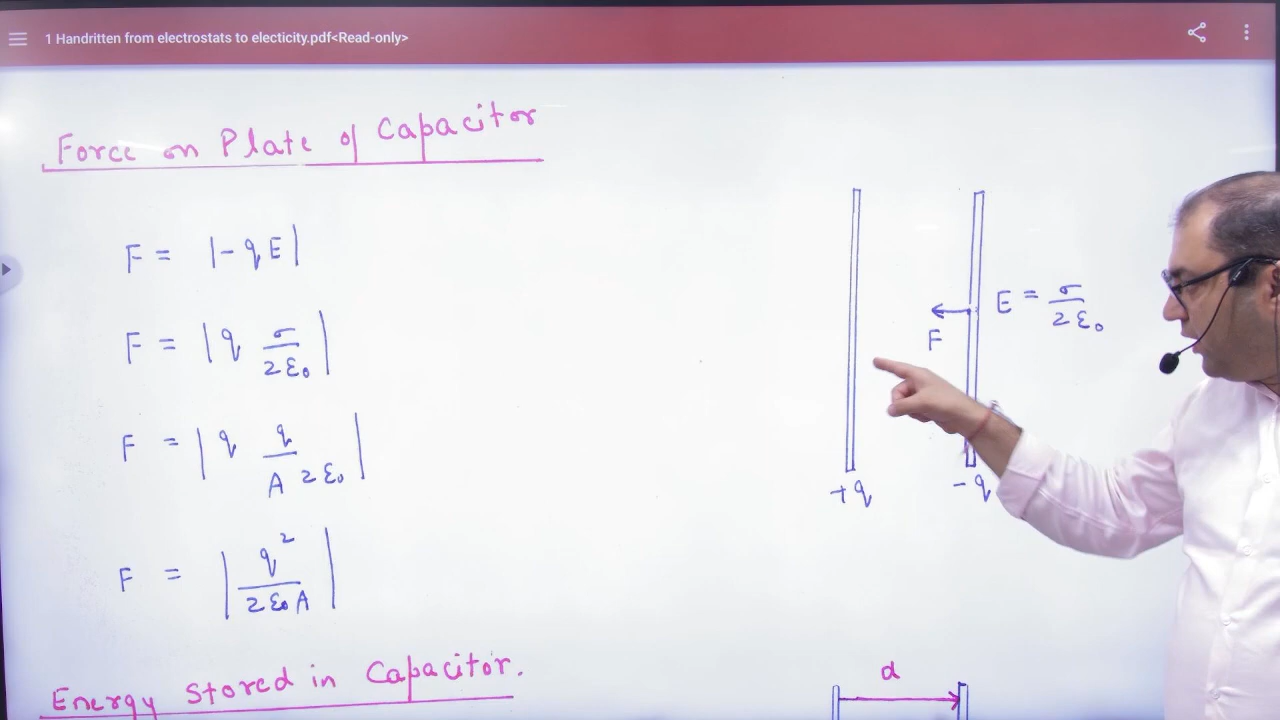 1 Handritten from electrostats to electicity.pdf<Read-only>
Force on Plate of Capacitor
F = |-qE|
F = |q σ/2ε₀|
F = |q q/A 2ε₀|
F = |q²/2ε₀A|
E = σ/2ε₀
F
+q
-q
Energy Stored in Capacitor.
d